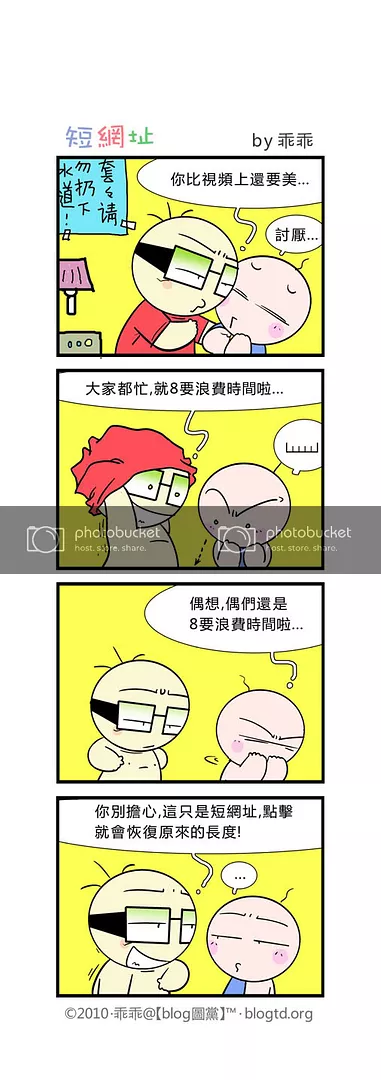 短網址
by 乖乖
套々请
勿扔下
水道!
你比視頻上還要美...
討厭...
大家都忙,就8要浪費時間啦...
photobucket
host. store. share.
photobucket
host. store. share.
偶想,偶們還是
8要浪費時間啦...
你別擔心,這只是短網址,點擊
就會恢復原來的長度!
...
©2010·乖乖@【blog圖黨】™·blogtd.org